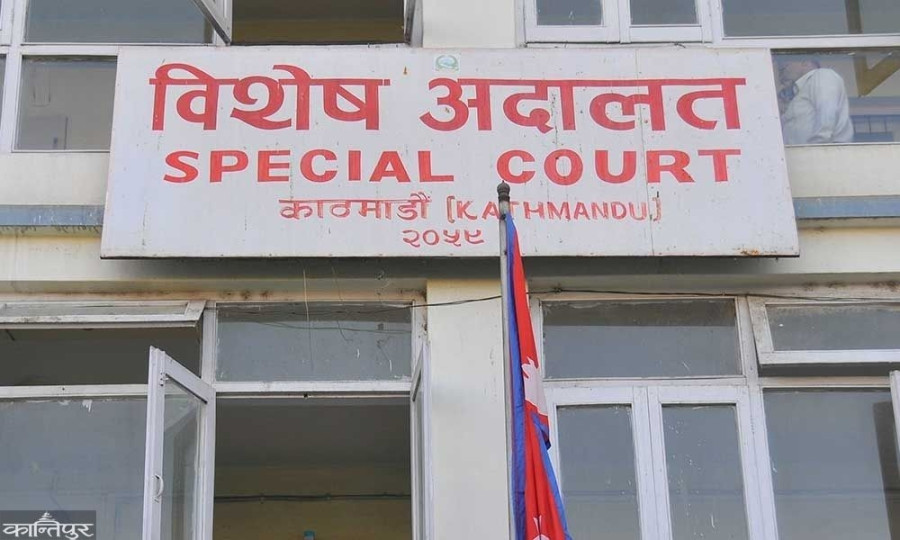 विशेष अदालत
SPECIAL COURT
काठमाडौं [KATHMANDU]
२०५९
कान्तिपुर